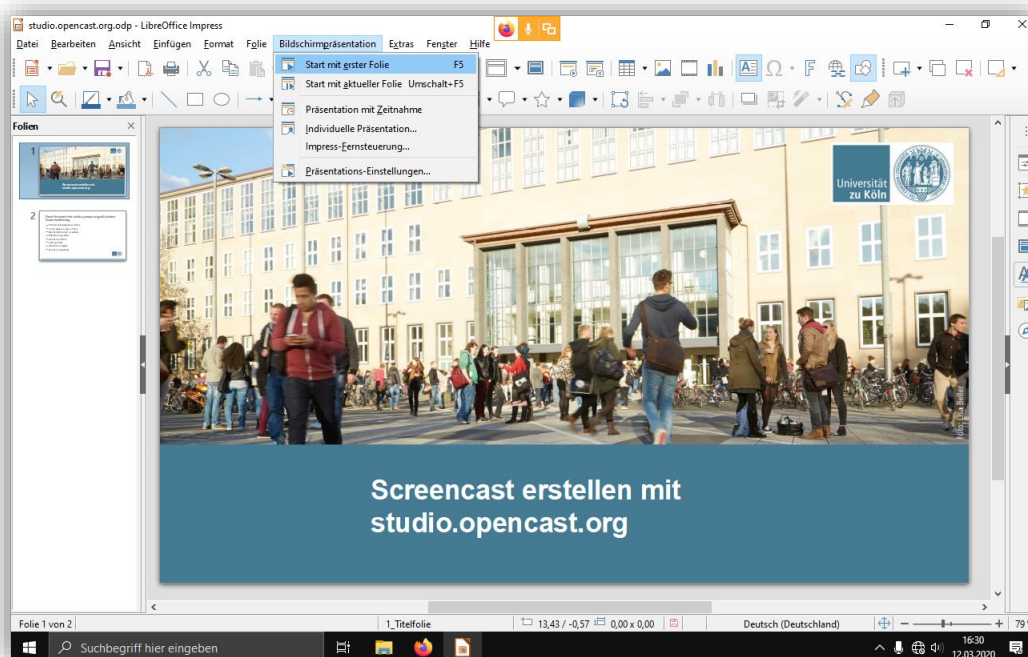 studio.opencast.org.odp - LibreOffice Impress
Datei Bearbeiten Ansicht Einfügen Format Folie Bildschirmpräsentation Extras Fenster Hilfe
Start mit erster Folie F5
Start mit aktueller Folie Umschalt+F5
Präsentation mit Zeitnahme
Individuelle Präsentation...
Impress-Fernsteuerung...
Präsentations-Einstellungen...
Folien
1
2
Universität
zu Köln
Screencast erstellen mit
studio.opencast.org
Folie 1 von 2
1_Titelfolie
13,43 / -0,57
0,00 x 0,00
Deutsch (Deutschland)
79
Suchbegriff hier eingeben
16:30
12.03.2020